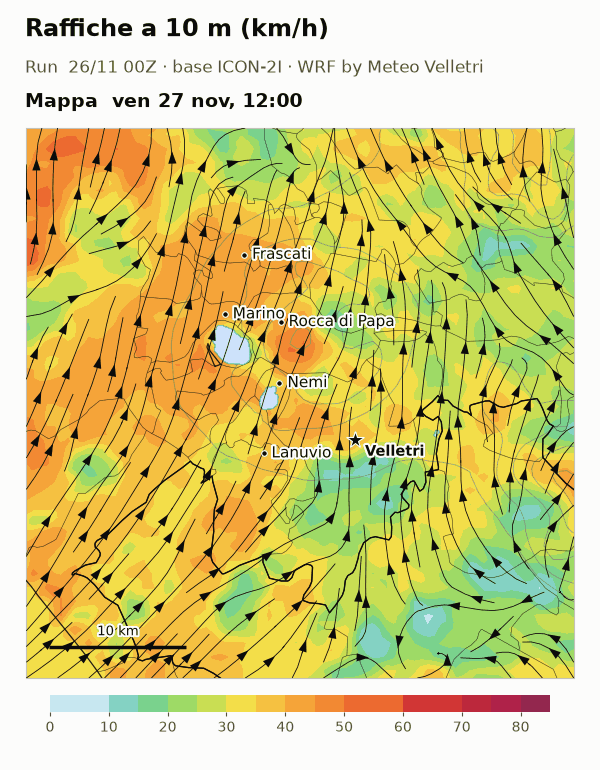 Raffiche a 10 m (km/h)
Run 26/11 00Z · base ICON-2I · WRF by Meteo Velletri
Mappa ven 27 nov, 12:00
Frascati
Marino
Rocca di Papa
Nemi
Velletri
Lanuvio
10 km
0 10 20 30 40 50 60 70 80